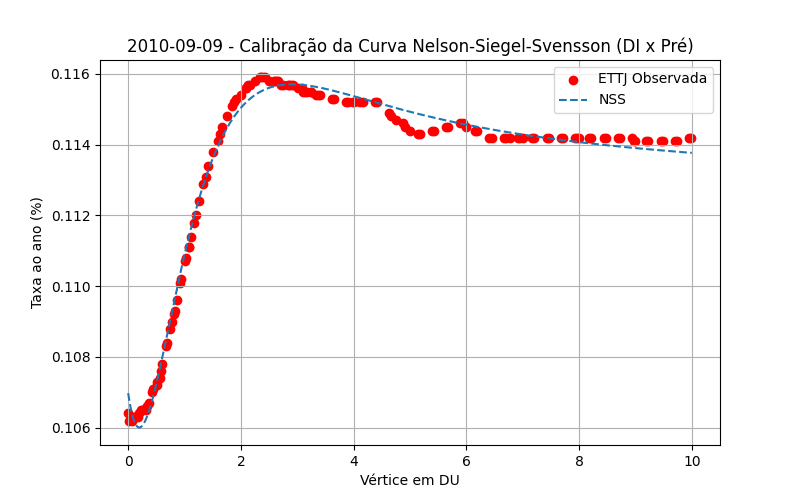 2010-09-09 - Calibração da Curva Nelson-Siegel-Svensson (DI x Pré)
ETTJ Observada
NSS
Taxa ao ano (%)
0.116
0.114
0.112
0.110
0.108
0.106
0 2 4 6 8 10
Vértice em DU